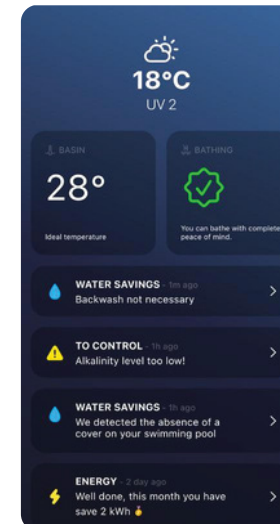 18°C
UV 2
BASIN
BATHING
28°
Ideal temperature
You can bathe with complete
peace of mind.
WATER SAVINGS - 1m ago
Backwash not necessary
TO CONTROL - 1h ago
Alkalinity level too low!
WATER SAVINGS - 1h ago
We detected the absence of a
cover on your swimming pool
ENERGY - 2 day ago
Well done, this month you have
save 2 kWh 🥇